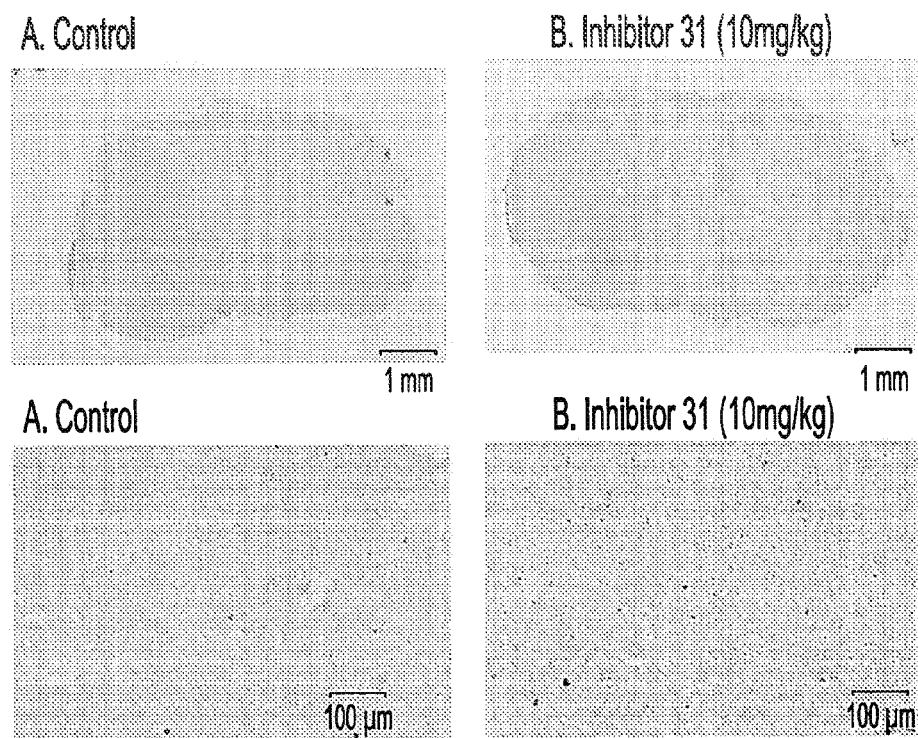 A. Control
B. Inhibitor 31 (10mg/kg)
1 mm
1 mm
A. Control
B. Inhibitor 31 (10mg/kg)
100 µm
100 µm